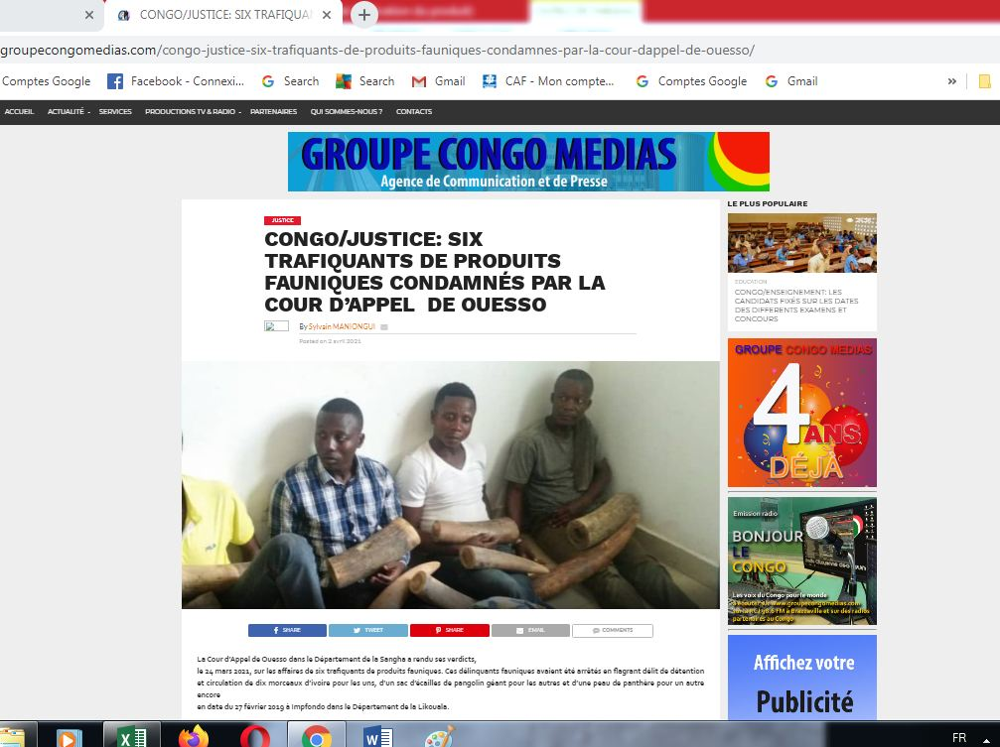 CONGO/JUSTICE: SIX TRAFIQUAN
groupecongomedias.com/congo-justice-six-trafiquants-de-produits-fauniques-condamnes-par-la-cour-dappel-de-ouesso/
Comptes Google
Facebook - Connexi...
Search
Search
Gmail
CAF - Mon compte...
Comptes Google
Gmail
»
ACCUEIL
ACTUALITÉ
SERVICES
PRODUCTIONS TV & RADIO
PARTENAIRES
QUI SOMMES-NOUS ?
CONTACTS
GROUPE CONGO MEDIAS
Agence de Communication et de Presse
JUSTICE
CONGO/JUSTICE: SIX
TRAFIQUANTS DE PRODUITS
FAUNIQUES CONDAMNÉS PAR LA
COUR D'APPEL DE OUESSO
By Sylvain MANIONGUI
Posted on 2 avril 2021
SHARE
TWEET
SHARE
EMAIL
COMMENTS
La Cour d'Appel de Ouesso dans le Département de la Sangha a rendu ses verdicts,
le 24 mars 2021, sur les affaires de six trafiquants de produits fauniques. Ces délinquants fauniques avaient été arrêtés en flagrant délit de détention
et circulation de dix morceaux d'ivoire pour les uns, d'un sac d'écailles de pangolin géant pour les autres et d'une peau de panthère pour un autre
encore
en date du 27 février 2019 à Impfondo dans le Département de la Likouala.
LE PLUS POPULAIRE
EDUCATION
CONGO/ENSEIGNEMENT: LES
CANDIDATS FIXÉS SUR LES DATES
DES DIFFERENTS EXAMENS ET
CONCOURS
GROUPE CONGO MEDIAS
4
ANS
DÉJÀ
Emission radio
BONJOUR
LE
CONGO
Les voix du Congo pour le monde
Affichez votre
Publicité
FR